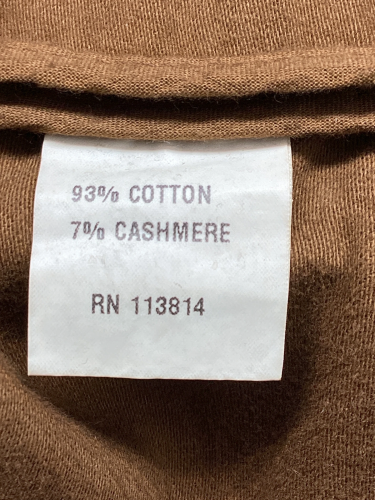 93% COTTON
7% CASHMERE
RN 113814